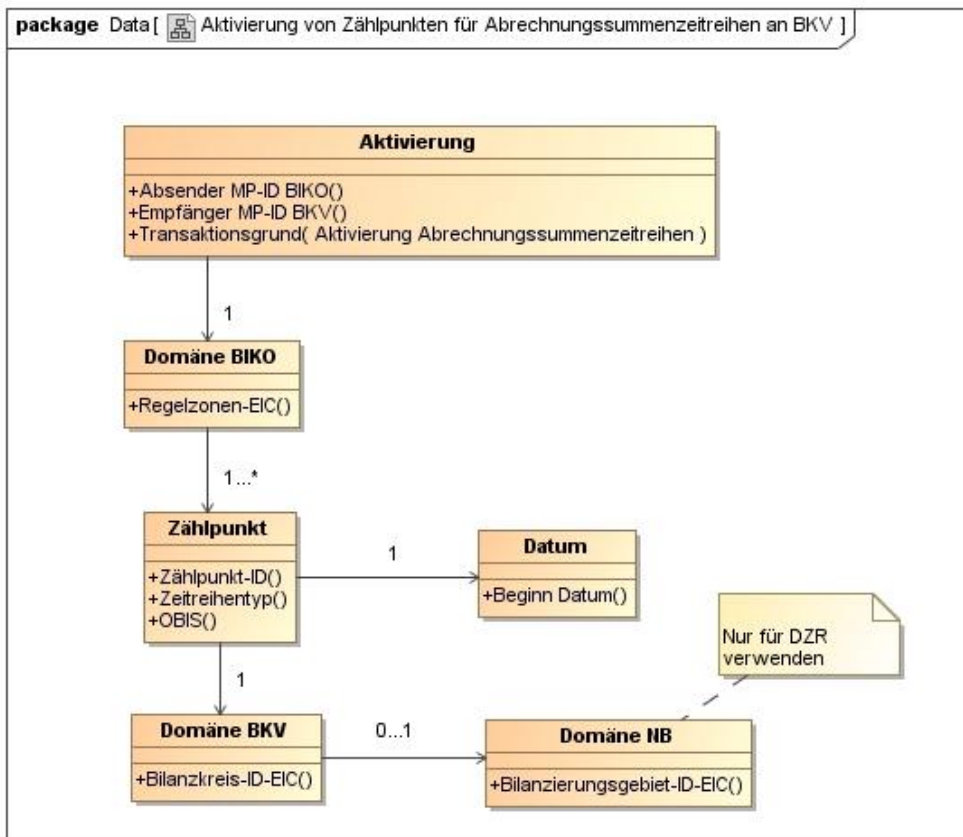 package Data [ Aktivierung von Zählpunkten für Abrechnungssummenzeitreihen an BKV ]
Aktivierung
+Absender MP-ID BIKO()
+Empfänger MP-ID BKV()
+Transaktionsgrund( Aktivierung Abrechnungssummenzeitreihen )
1
Domäne BIKO
+Regelzonen-EIC()
1...*
Zählpunkt
+Zählpunkt-ID()
+Zeitreihentyp()
+OBIS()
1
Datum
+Beginn Datum()
Nur für DZR
verwenden
1
Domäne BKV
+Bilanzkreis-ID-EIC()
0...1
Domäne NB
+Bilanzierungsgebiet-ID-EIC()